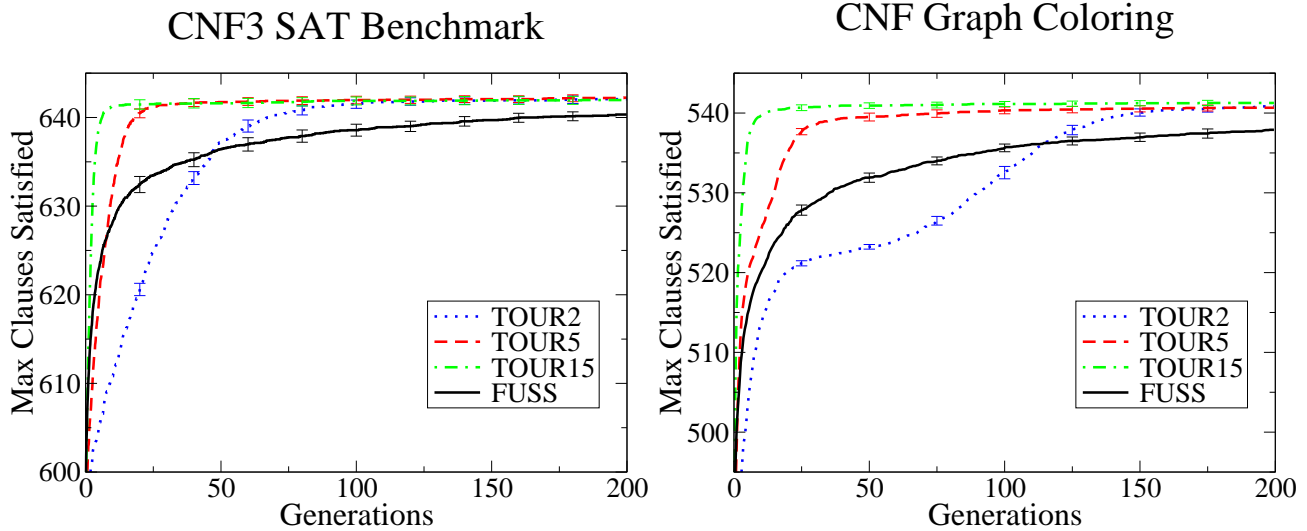 CNF3 SAT Benchmark
Max Clauses Satisfied
640
630
620
610
600
0
50
100
150
200
Generations
TOUR2
TOUR5
TOUR15
FUSS
CNF Graph Coloring
Max Clauses Satisfied
540
530
520
510
500
0
50
100
150
200
Generations
TOUR2
TOUR5
TOUR15
FUSS